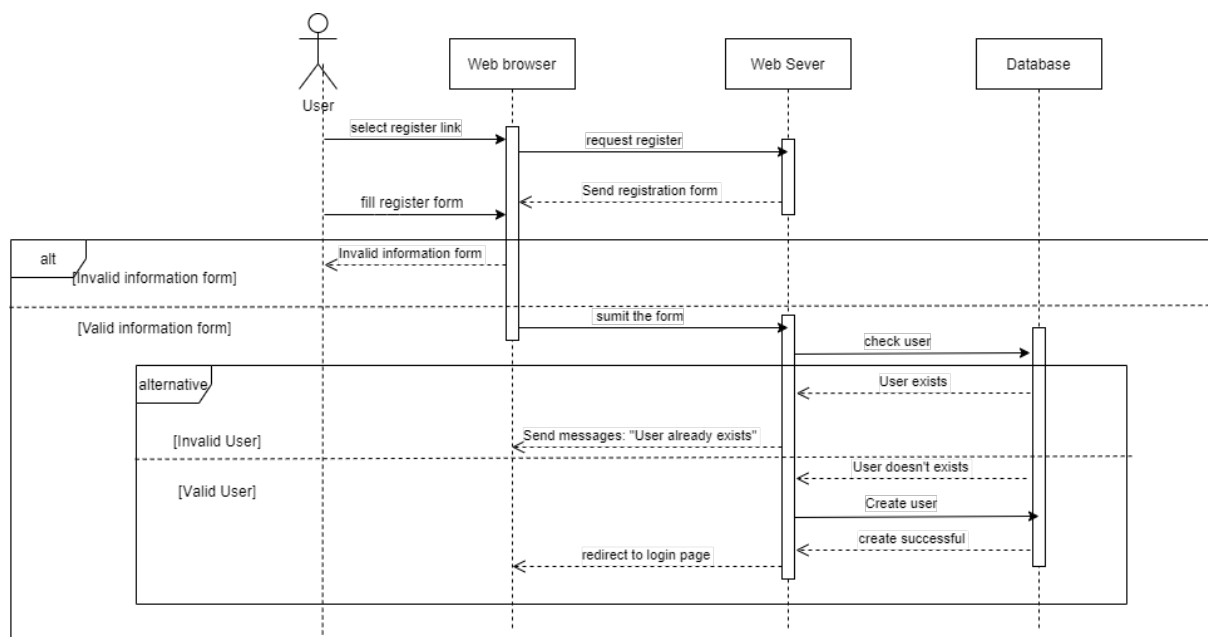 Web browser
Web Sever
Database
User
select register link
request register
Send registration form
fill register form
alt
Invalid information form
[Invalid information form]
[Valid information form]
sumit the form
check user
alternative
User exists
[Invalid User]
Send messages: "User already exists"
User doesn't exists
[Valid User]
Create user
create successful
redirect to login page